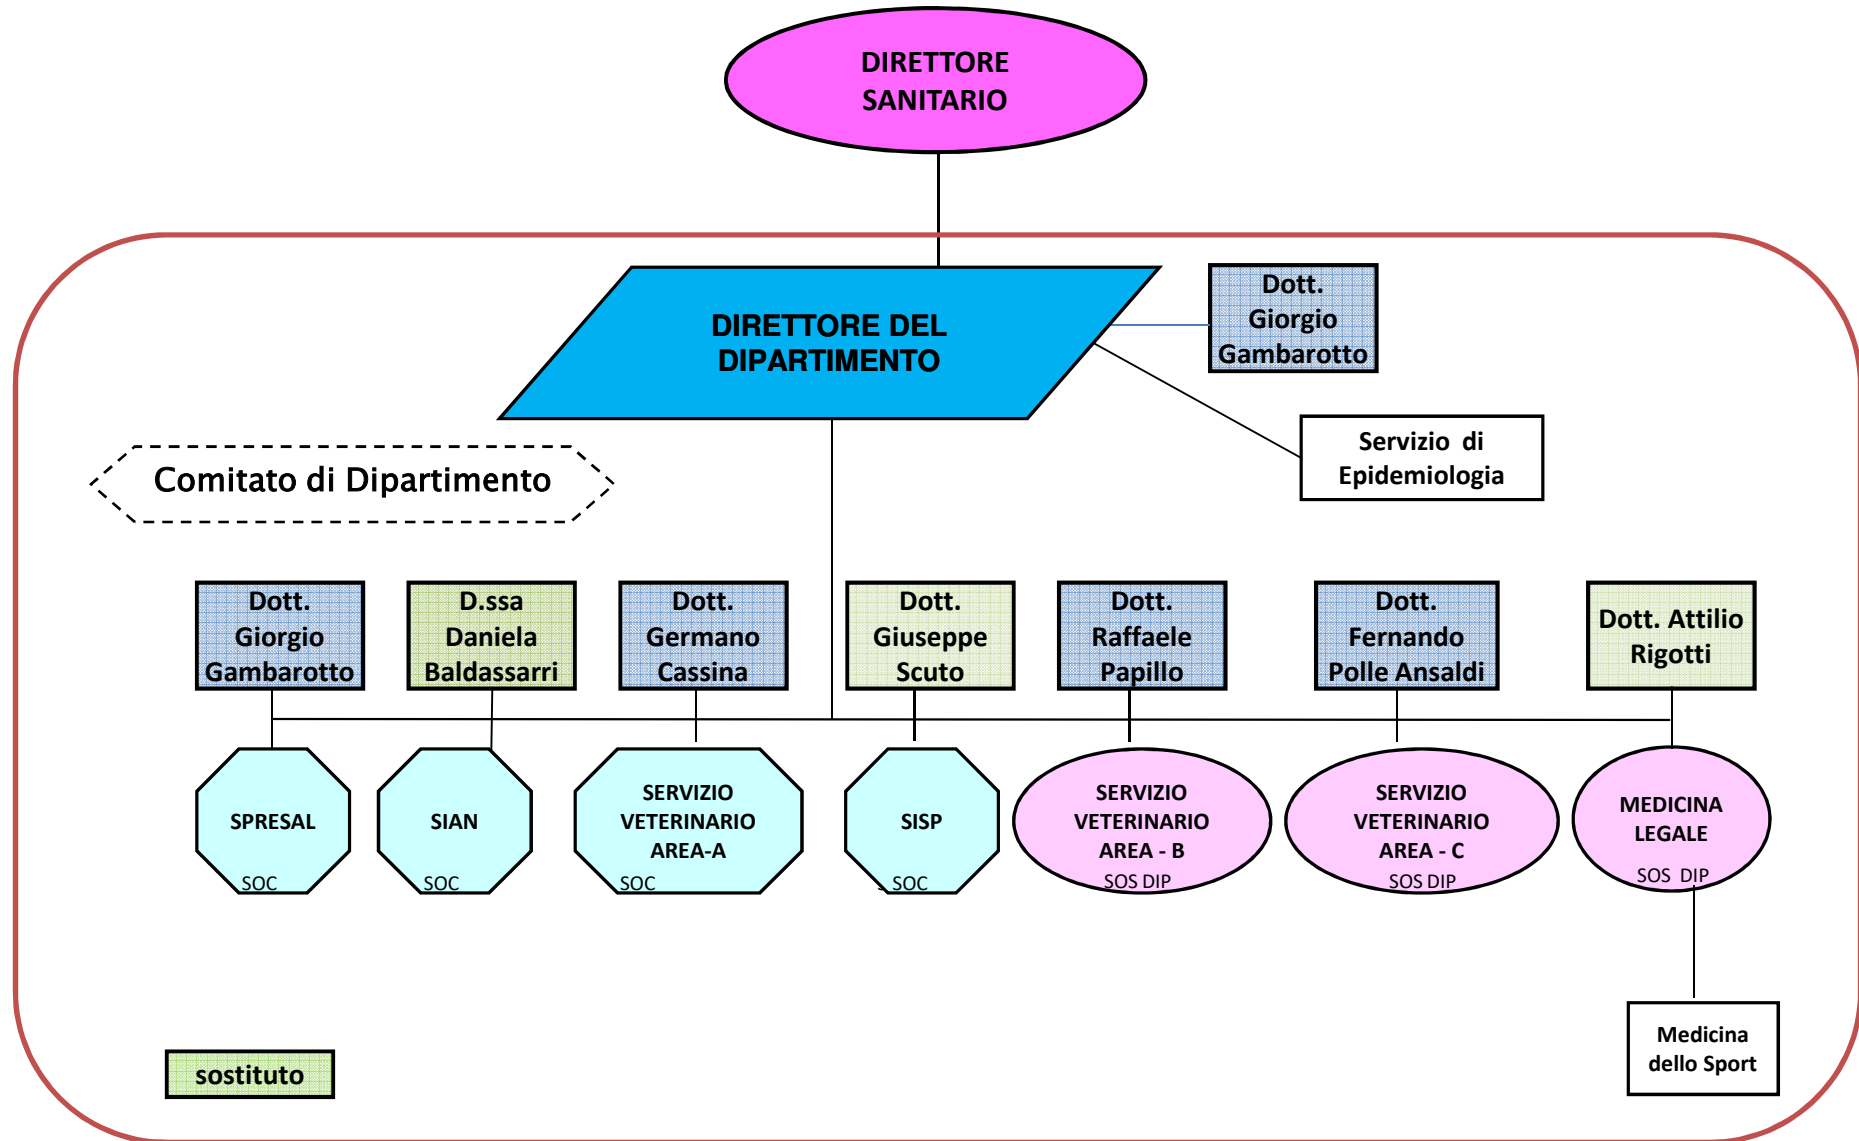 DIRETTORE
SANITARIO
DIRETTORE DEL
DIPARTIMENTO
Dott.
Giorgio
Gambarotto
Servizio di
Epidemiologia
Comitato di Dipartimento
Dott.
Giorgio
Gambarotto
D.ssa
Daniela
Baldassarri
Dott.
Germano
Cassina
Dott.
Giuseppe
Scuto
Dott.
Raffaele
Papillo
Dott.
Fernando
Polle Ansaldi
Dott. Attilio
Rigotti
SPRESAL
SOC
SIAN
SOC
SERVIZIO
VETERINARIO
AREA-A
SOC
SISP
SOC
SERVIZIO
VETERINARIO
AREA - B
SOS DIP
SERVIZIO
VETERINARIO
AREA - C
SOS DIP
MEDICINA
LEGALE
SOS DIP
Medicina
dello Sport
sostituto